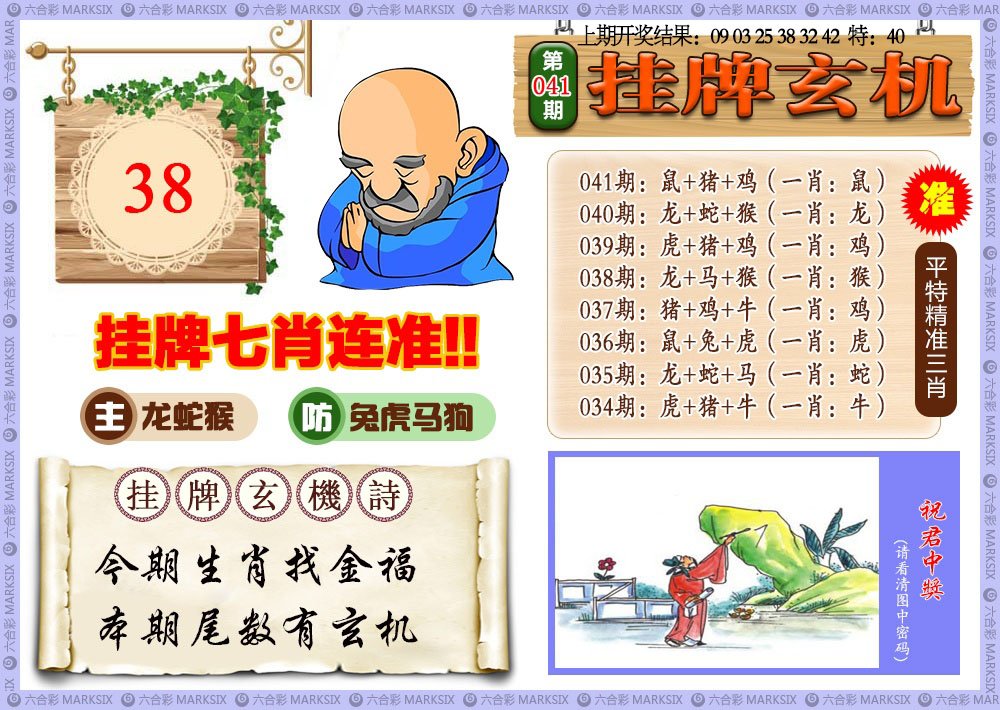 六合彩 MARKSIX
上期开奖结果：09 03 25 38 32 42 特：40
第041期
挂牌玄机
38
挂牌七肖连准!!
主 龙蛇猴
防 兔虎马狗
挂牌玄機詩
今期生肖找金福
本期尾数有玄机
041期：鼠+猪+鸡（一肖：鼠）
040期：龙+蛇+猴（一肖：龙）
039期：虎+猪+鸡（一肖：鸡）
038期：龙+马+猴（一肖：猴）
037期：猪+鸡+牛（一肖：鸡）
036期：鼠+兔+虎（一肖：虎）
035期：龙+蛇+马（一肖：蛇）
034期：虎+猪+牛（一肖：牛）
准
平特精准三肖
祝君中獎
(请看清图中密码)